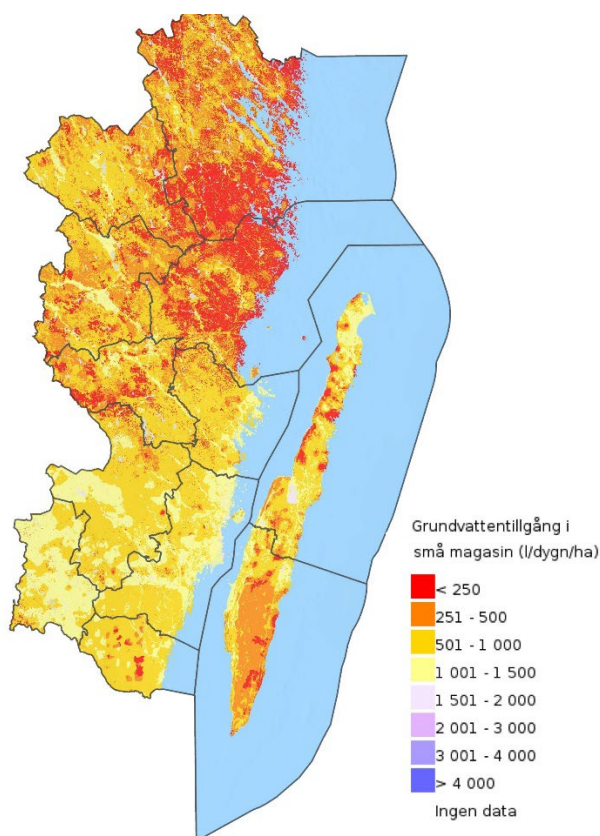 Grundvattentillgång i
små magasin (l/dygn/ha)
< 250
251 - 500
501 - 1 000
1 001 - 1 500
1 501 - 2 000
2 001 - 3 000
3 001 - 4 000
> 4 000
Ingen data